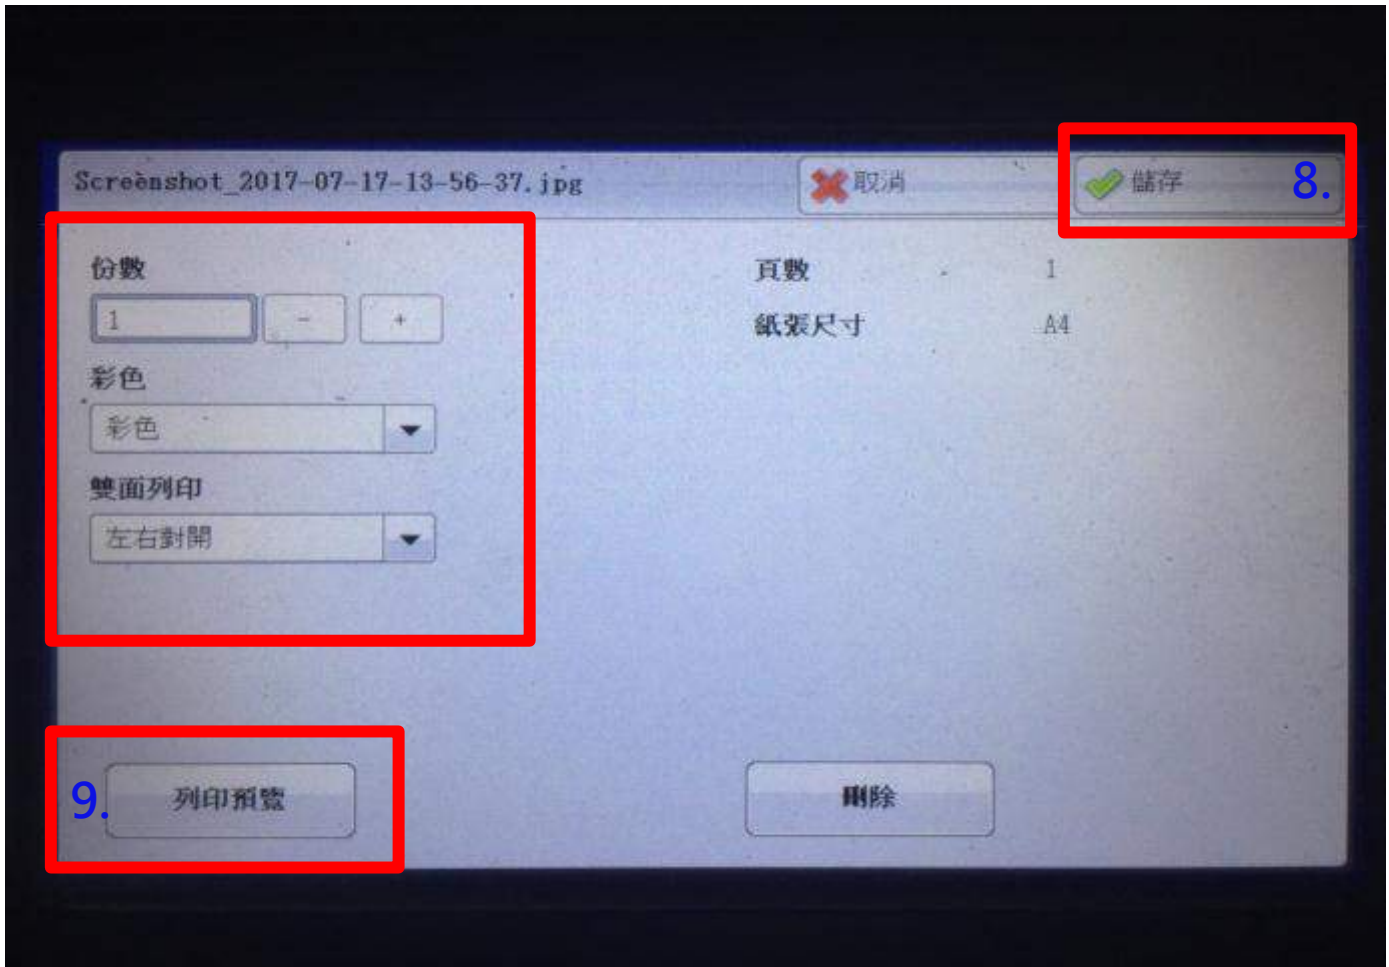 Screenshot_2017-07-17-13-56-37.jpg
取消
儲存
8.
份數
1
-
+
彩色
彩色
雙面列印
左右對開
頁數
1
紙張尺寸
A4
9.
列印預覽
刪除